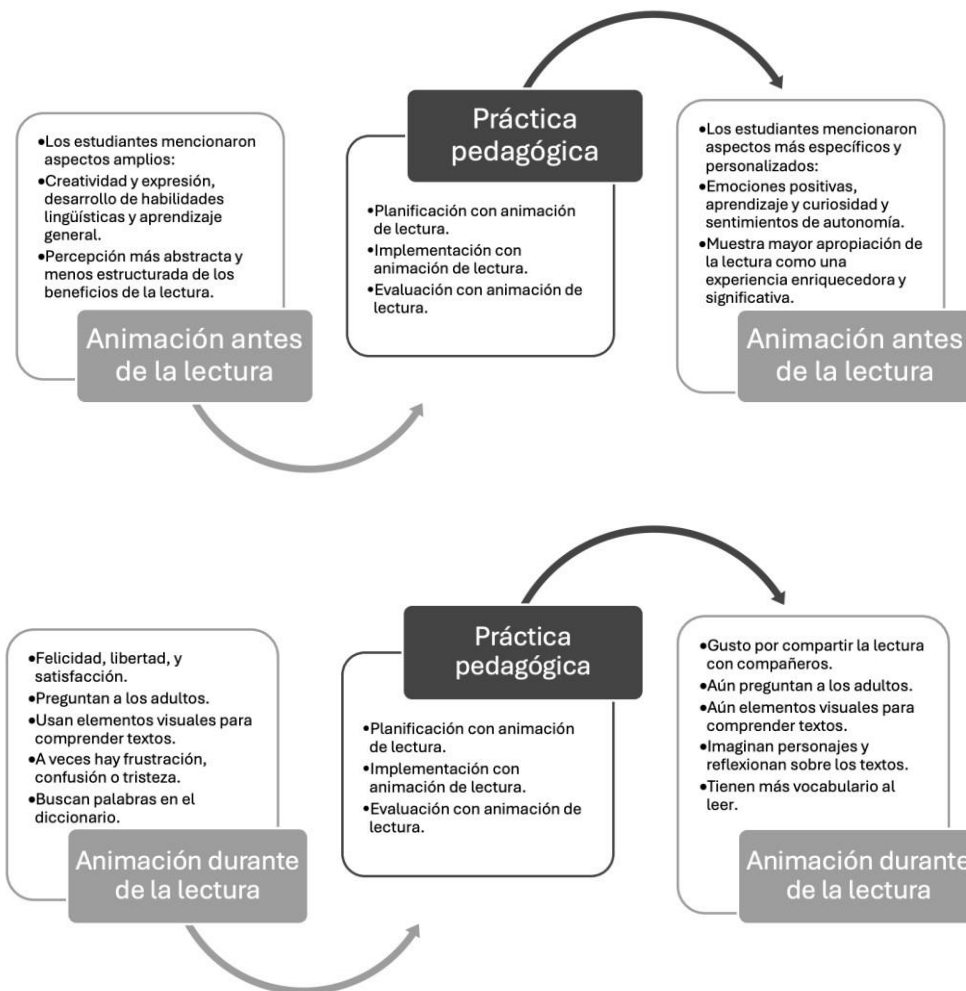 •Los estudiantes mencionaron
aspectos amplios:
•Creatividad y expresión,
desarrollo de habilidades
lingüísticas y aprendizaje
general.
•Percepción más abstracta y
menos estructurada de los
beneficios de la lectura.
Animación antes
de la lectura
Práctica
pedagógica
•Planificación con animación
de lectura.
•Implementación con
animación de lectura.
•Evaluación con animación de
lectura.
•Los estudiantes mencionaron
aspectos más específicos y
personalizados:
•Emociones positivas,
aprendizaje y curiosidad y
sentimientos de autonomía.
•Muestra mayor apropiación de
la lectura como una
experiencia enriquecedora y
significativa.
Animación antes
de la lectura
•Felicidad, libertad, y
satisfacción.
•Preguntan a los adultos.
•Usan elementos visuales para
comprender textos.
•A veces hay frustración,
confusión o tristeza.
•Buscan palabras en el
diccionario.
Animación durante
de la lectura
Práctica
pedagógica
•Planificación con animación
de lectura.
•Implementación con
animación de lectura.
•Evaluación con animación de
lectura.
•Gusto por compartir la lectura
con compañeros.
•Aún preguntan a los adultos.
•Aún elementos visuales para
comprender textos.
•Imaginan personajes y
reflexionan sobre los textos.
•Tienen más vocabulario al
leer.
Animación durante
de la lectura